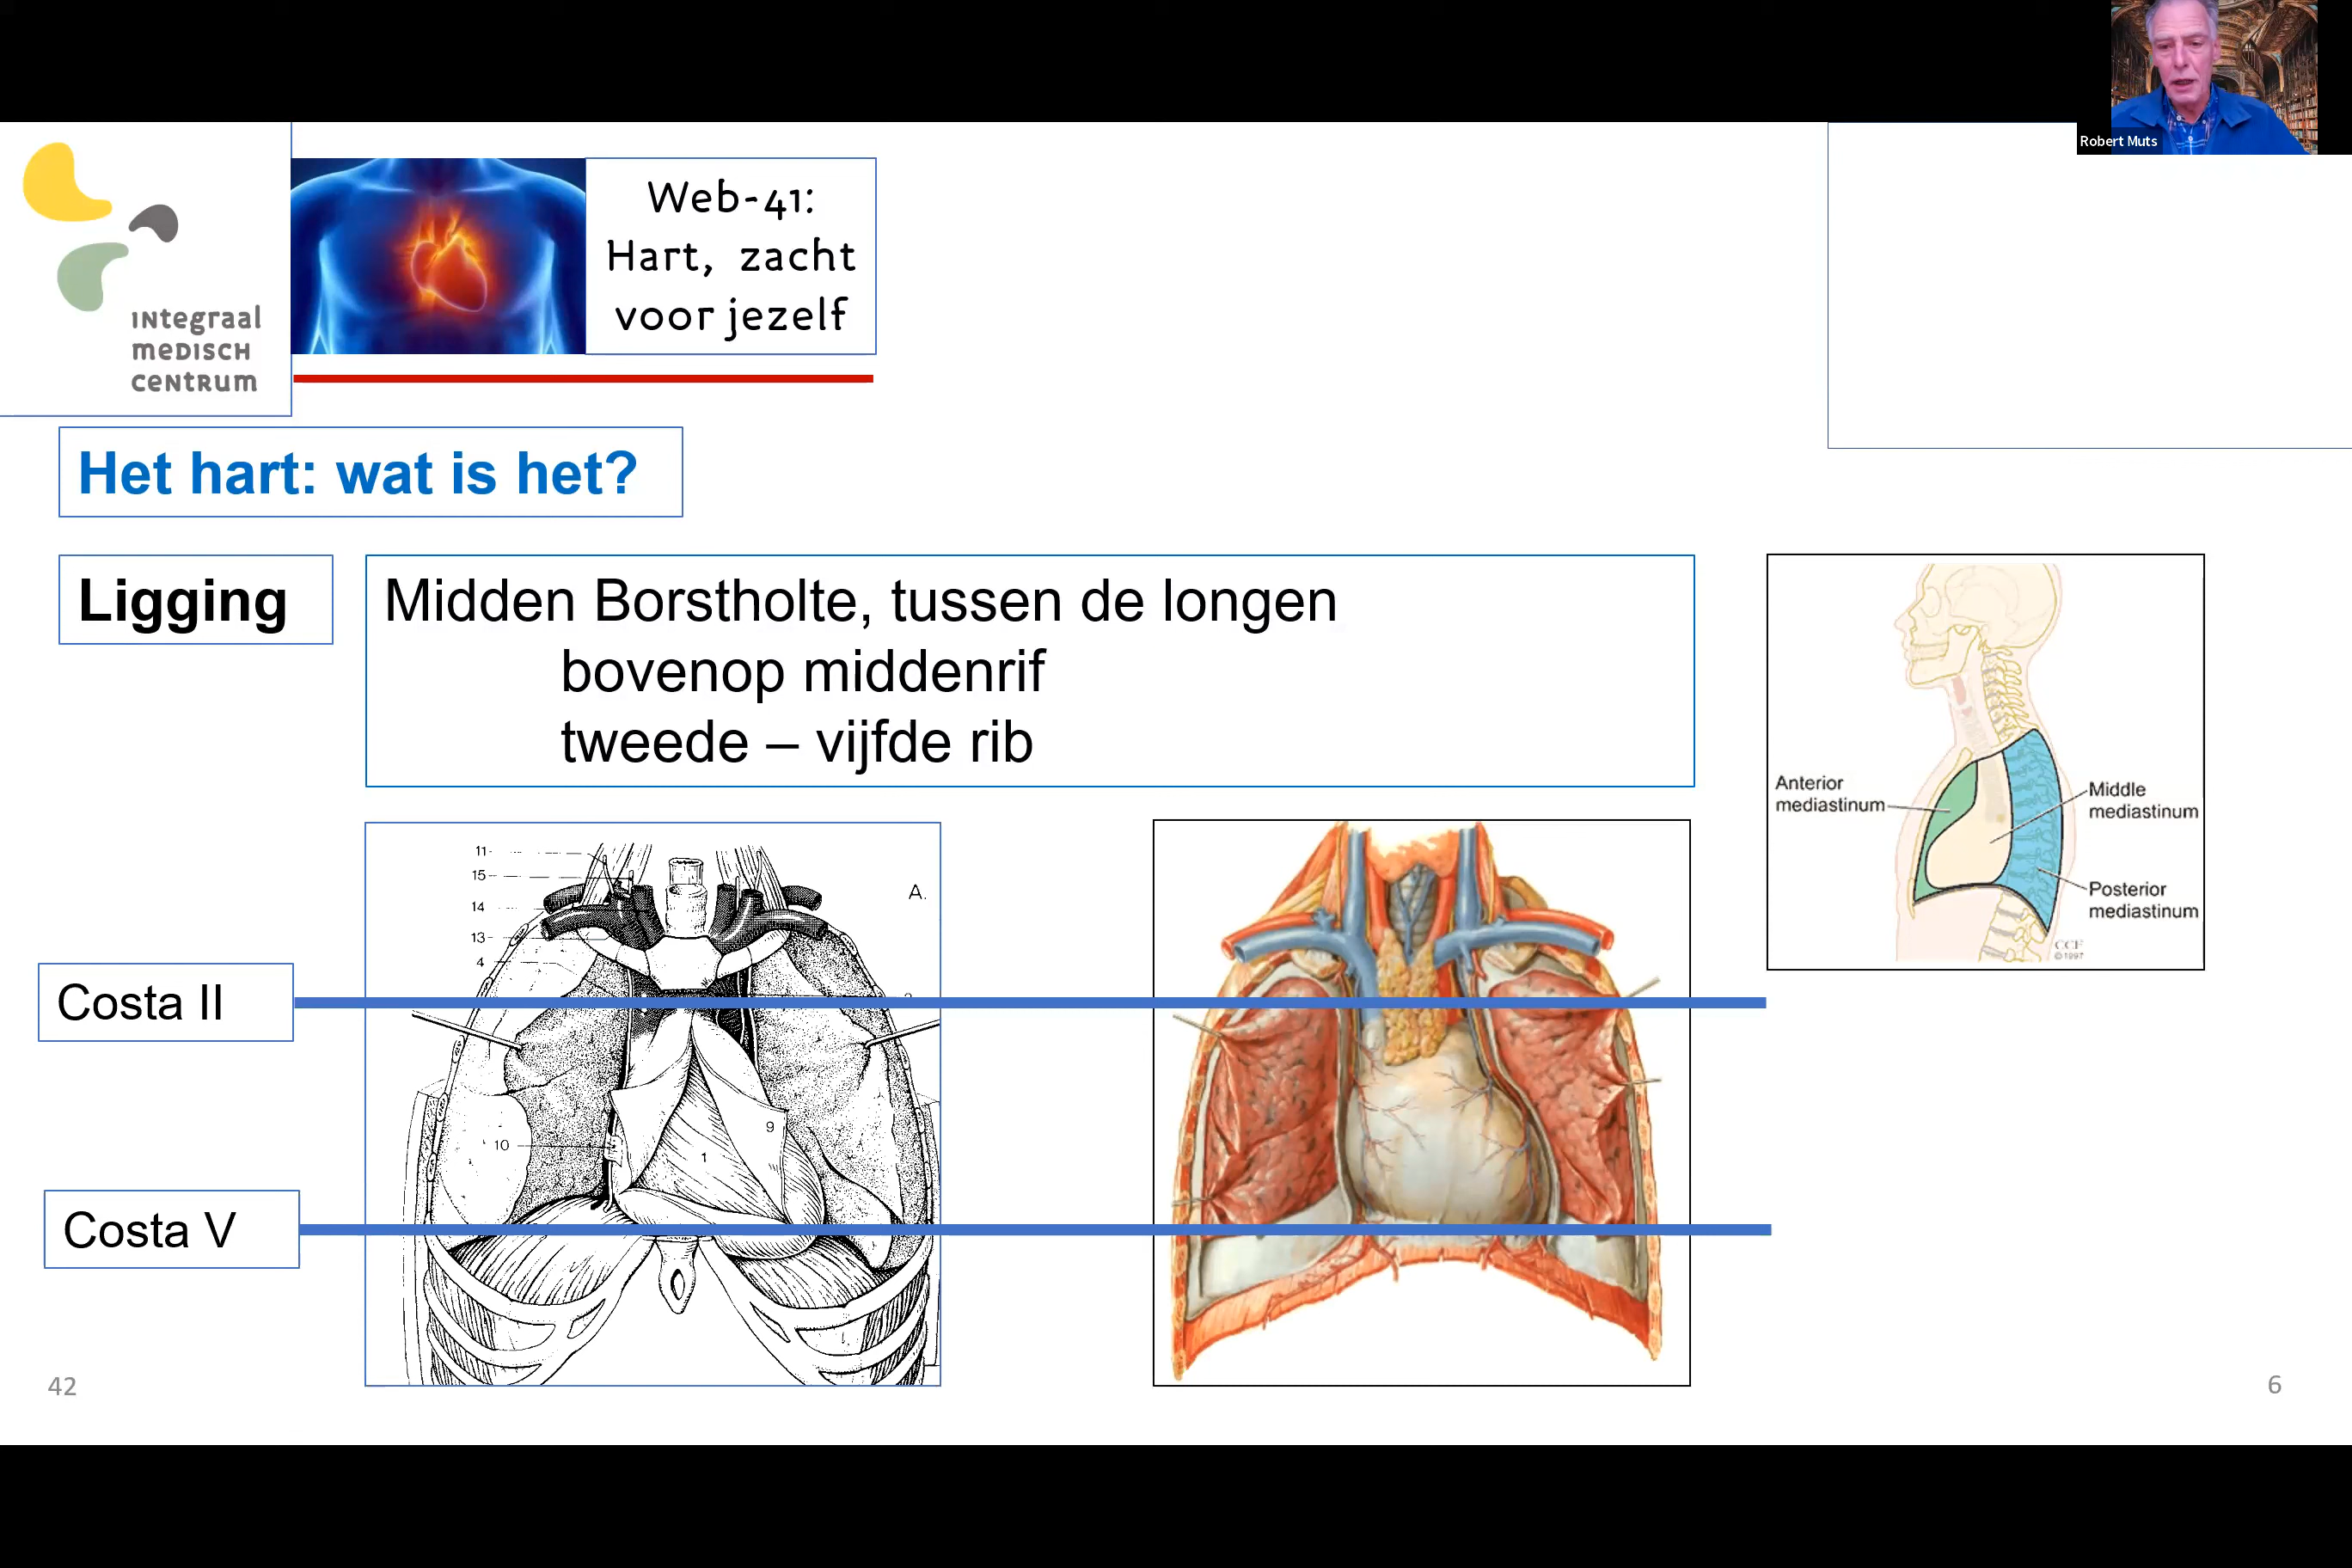 Robert Muts
INtegraal
meDISCH
CeNtRum
Web-41:
Hart, zacht
voor jezelf
Het hart: wat is het?
Ligging
Midden Borstholte, tussen de longen
bovenop middenrif
tweede – vijfde rib
Anterior
mediastinum
Middle
mediastinum
Posterior
mediastinum
CCF
©1997
11
15
14
13
4
A.
10
9
1
Costa II
Costa V
42
6